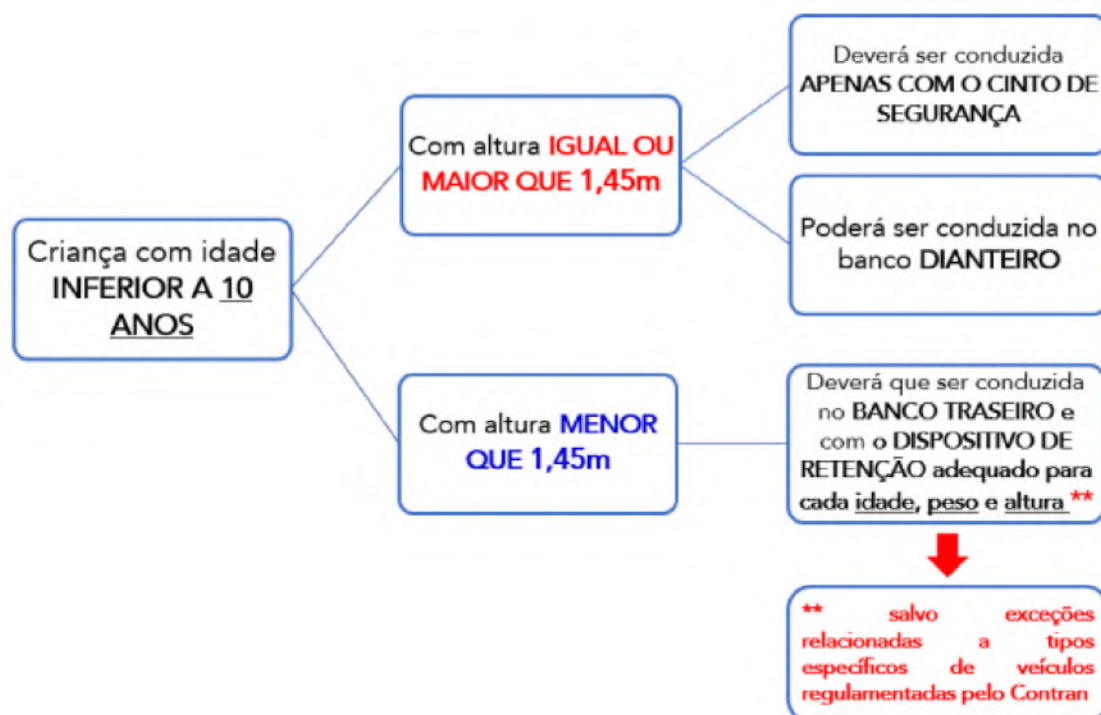 Criança com idade
INFERIOR A 10
ANOS
Com altura IGUAL OU
MAIOR QUE 1,45m
Deverá ser conduzida
APENAS COM O CINTO DE
SEGURANÇA
Poderá ser conduzida no
banco DIANTEIRO
Com altura MENOR
QUE 1,45m
Deverá que ser conduzida
no BANCO TRASEIRO e
com o DISPOSITIVO DE
RETENÇÃO adequado para
cada idade, peso e altura **
** salvo exceções
relacionadas a tipos
específicos de veículos
regulamentadas pelo Contran